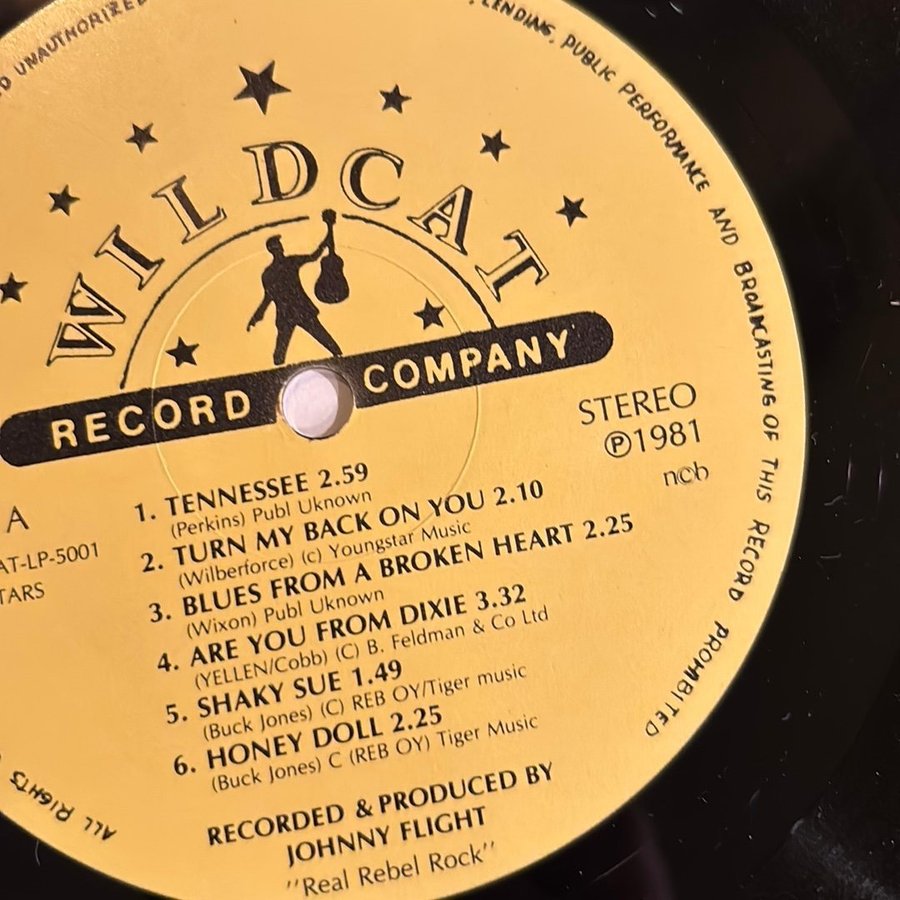 D UNAUTHORIZED
LENDING, PUBLIC PERFORMANCE AND BROADCASTING OF THIS RECORD PROHIBITED
WILDCAT
RECORD COMPANY
STEREO
Ⓟ1981
ncb
A
AT-LP-5001
TARS
1. TENNESSEE 2.59
(Perkins) Publ Uknown
2. TURN MY BACK ON YOU 2.10
(Wilberforce) (c) Youngstar Music
3. BLUES FROM A BROKEN HEART 2.25
(Wixon) Publ Uknown
4. ARE YOU FROM DIXIE 3.32
(YELLEN/Cobb) (C) B. Feldman & Co Ltd
5. SHAKY SUE 1.49
(Buck Jones) (C) REB OY/Tiger music
6. HONEY DOLL 2.25
(Buck Jones) C (REB OY) Tiger Music
RECORDED & PRODUCED BY
JOHNNY FLIGHT
"Real Rebel Rock"
ALL RIGHTS